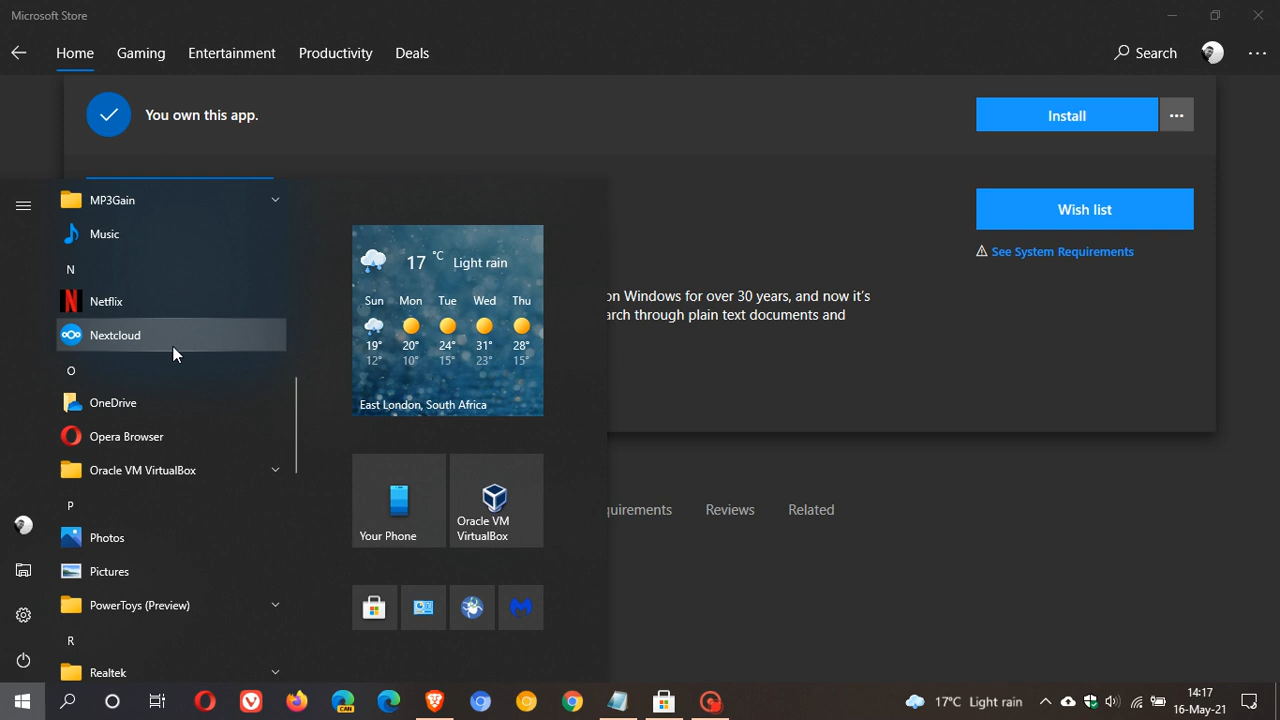 Microsoft Store
Home Gaming Entertainment Productivity Deals Search
You own this app.
Install
Wish list
See System Requirements
on Windows for over 30 years, and now it's
arch through plain text documents and
quirements Reviews Related
MP3Gain
Music
N
Netflix
Nextcloud
O
OneDrive
Opera Browser
Oracle VM VirtualBox
P
Photos
Pictures
PowerToys (Preview)
R
Realtek
17 °C Light rain
Sun Mon Tue Wed Thu
19° 20° 24° 31° 28°
12° 10° 15° 23° 15°
East London, South Africa
Your Phone
Oracle VM
VirtualBox
CAN
17°C Light rain
14:17
16-May-21